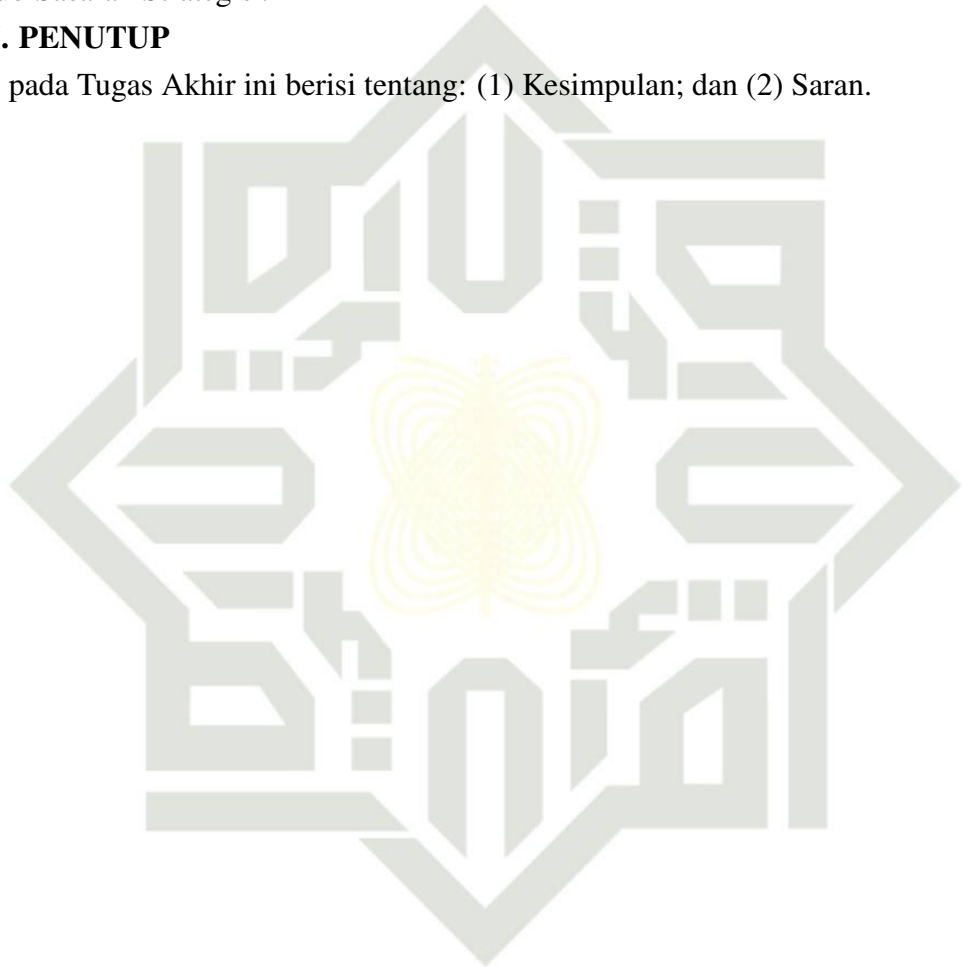 . PENUTUP
pada Tugas Akhir ini berisi tentang: (1) Kesimpulan; dan (2) Saran.